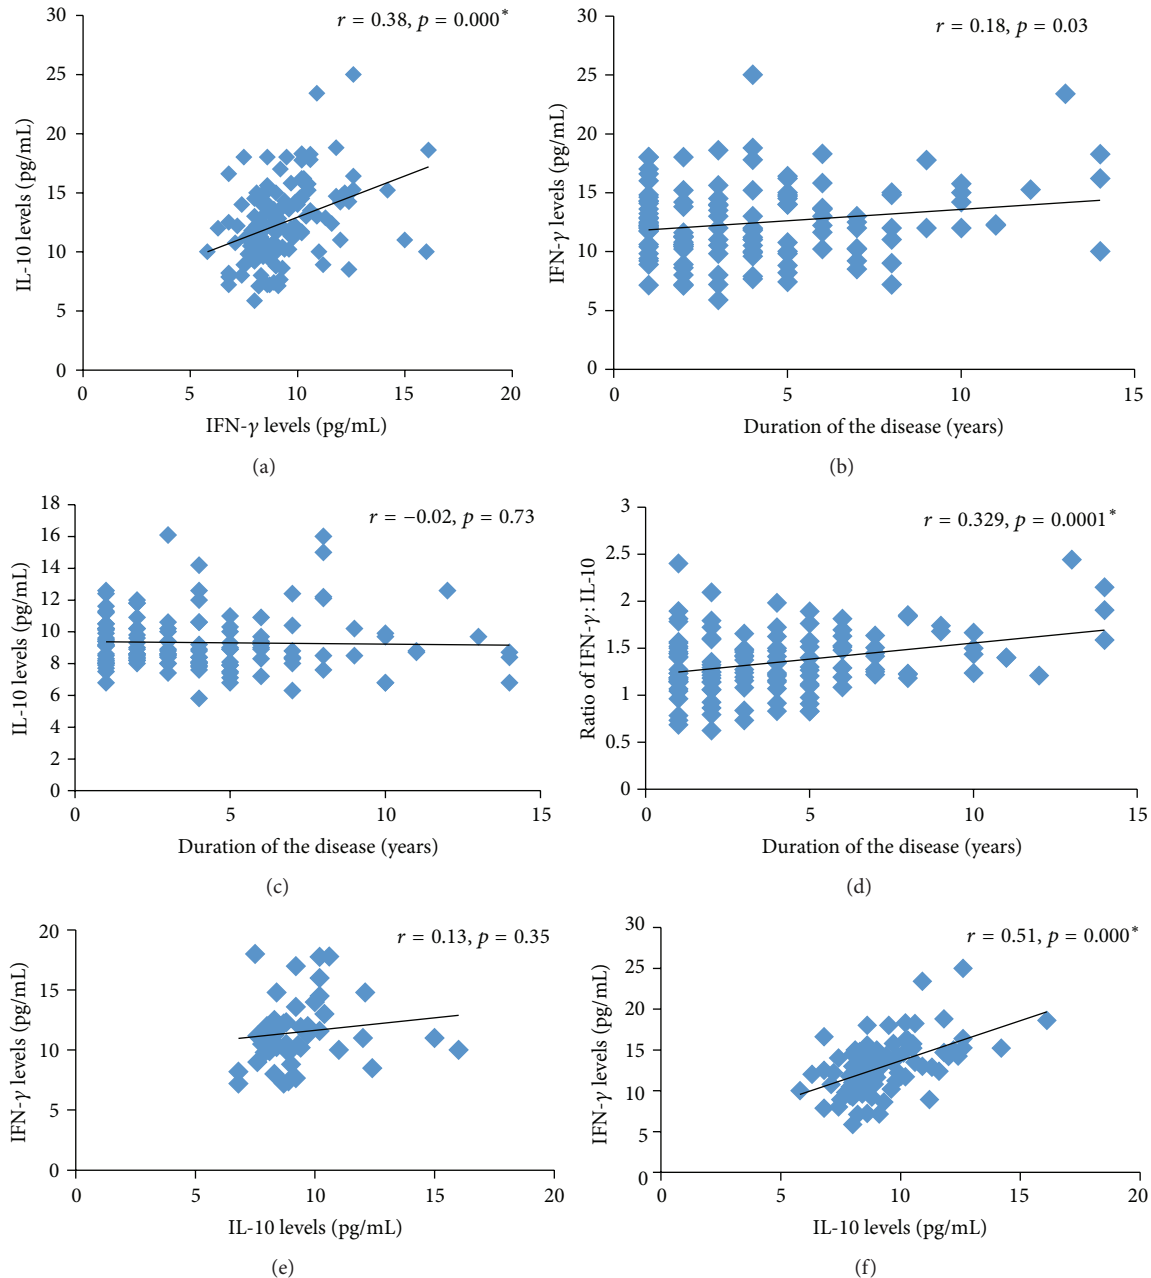 r = 0.38, p = 0.000*
30
25
20
15
10
5
0
IL-10 levels (pg/mL)
0 5 10 15 20
IFN-γ levels (pg/mL)
(a)
r = 0.18, p = 0.03
30
25
20
15
10
5
0
IFN-γ levels (pg/mL)
0 5 10 15
Duration of the disease (years)
(b)
r = −0.02, p = 0.73
18
16
14
12
10
8
6
4
2
0
IL-10 levels (pg/mL)
0 5 10 15
Duration of the disease (years)
(c)
r = 0.329, p = 0.0001*
3
2.5
2
1.5
1
0.5
0
Ratio of IFN-γ : IL-10
0 5 10 15
Duration of the disease (years)
(d)
r = 0.13, p = 0.35
20
15
10
5
0
IFN-γ levels (pg/mL)
0 5 10 15 20
IL-10 levels (pg/mL)
(e)
r = 0.51, p = 0.000*
30
25
20
15
10
5
0
IFN-γ levels (pg/mL)
0 5 10 15 20
IL-10 levels (pg/mL)
(f)